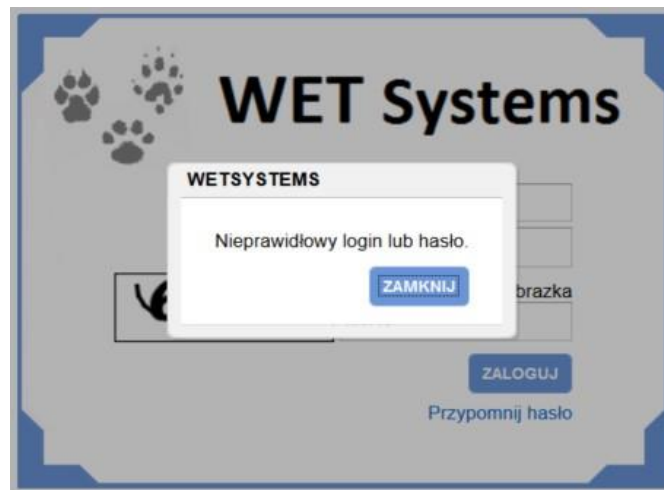 WET Systems
WETSYSTEMS
Nieprawidłowy login lub hasło.
ZAMKNIJ
brazka
ZALOGUJ
Przypomnij hasło